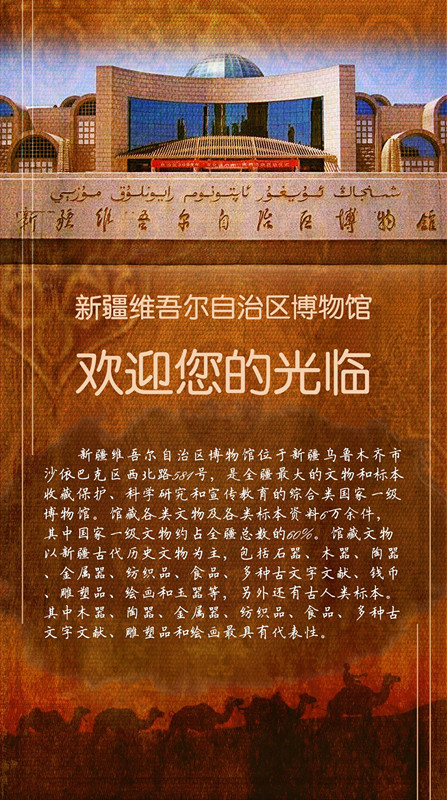 شىنجاڭ ئۇيغۇر ئاپتونوم رايونلۇق مۇزېيى
新疆维吾尔自治区博物馆
新疆维吾尔自治区博物馆
欢迎您的光临
新疆维吾尔自治区博物馆位于新疆乌鲁木齐市
沙依巴克区西北路581号，是全疆最大的文物和标本
收藏保护、科学研究和宣传教育的综合类国家一级
博物馆。馆藏各类文物及各类标本资料6万余件，
其中国家一级文物约占全疆总数的60%。馆藏文物
以新疆古代历史文物为主，包括石器、木器、陶器
、金属器、纺织品、食品、多种古文字文献、钱币
、雕塑品、绘画和玉器等，另外还有古人类标本。
其中木器、陶器、金属器、纺织品、食品、多种古
文字文献、雕塑品和绘画最具有代表性。